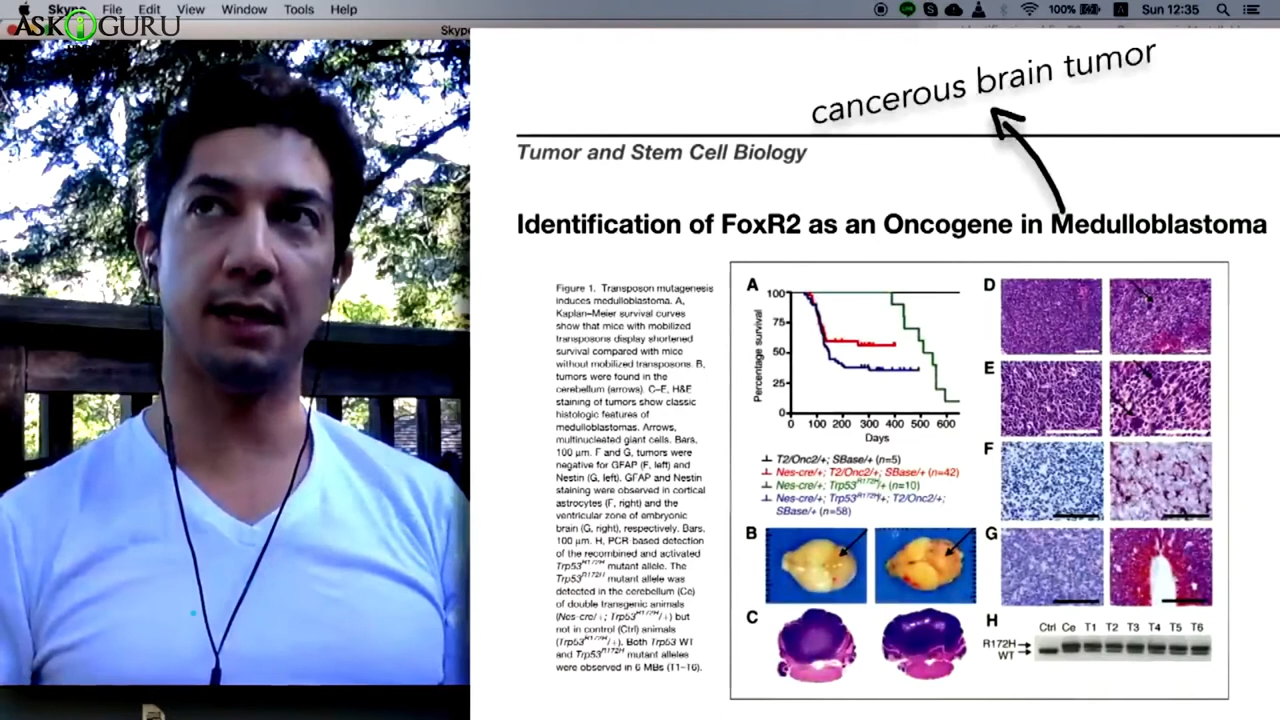 Skype File Edit View Window Tools Help
100% Sun 12:35
ASK i GURU
Skype
cancerous brain tumor
Tumor and Stem Cell Biology
Identification of FoxR2 as an Oncogene in Medulloblastoma
Figure 1. Transposon mutagenesis
induces medulloblastoma. A,
Kaplan–Meier survival curves
show that mice with mobilized
transposons display shortened
survival compared with mice
without mobilized transposons. B,
tumors were found in the
cerebellum (arrows). C–E, H&E
staining of tumors show classic
histologic features of
medulloblastomas. Arrows,
multinucleated giant cells. Bars,
100 μm. F and G, tumors were
negative for GFAP (F, left) and
Nestin (G, left). GFAP and Nestin
staining were observed in cortical
astrocytes (F, right) and the
ventricular zone of embryonic
brain (G, right), respectively. Bars,
100 μm. H, PCR based detection
of the recombined and activated
Trp53R172H mutant allele. The
Trp53R172H mutant allele was
detected in the cerebellum (Ce)
of double transgenic animals
(Nes-cre/+; Trp53R172H/+) but
not in control (Ctrl) animals
(Trp53R172H/+). Both Trp53 WT
and Trp53R172H mutant alleles
were observed in 6 MBs (T1–T6).
A
Percentage survival
100
75
50
25
0
0 100 200 300 400 500 600
Days
T2/Onc2/+; SBase/+ (n=5)
Nes-cre/+; T2/Onc2/+; SBase/+ (n=42)
Nes-cre/+; Trp53R172H/+ (n=10)
Nes-cre/+; Trp53R172H/+; T2/Onc2/+;
SBase/+ (n=58)
B
C
D
E
F
G
H
Ctrl Ce T1 T2 T3 T4 T5 T6
R172H
WT